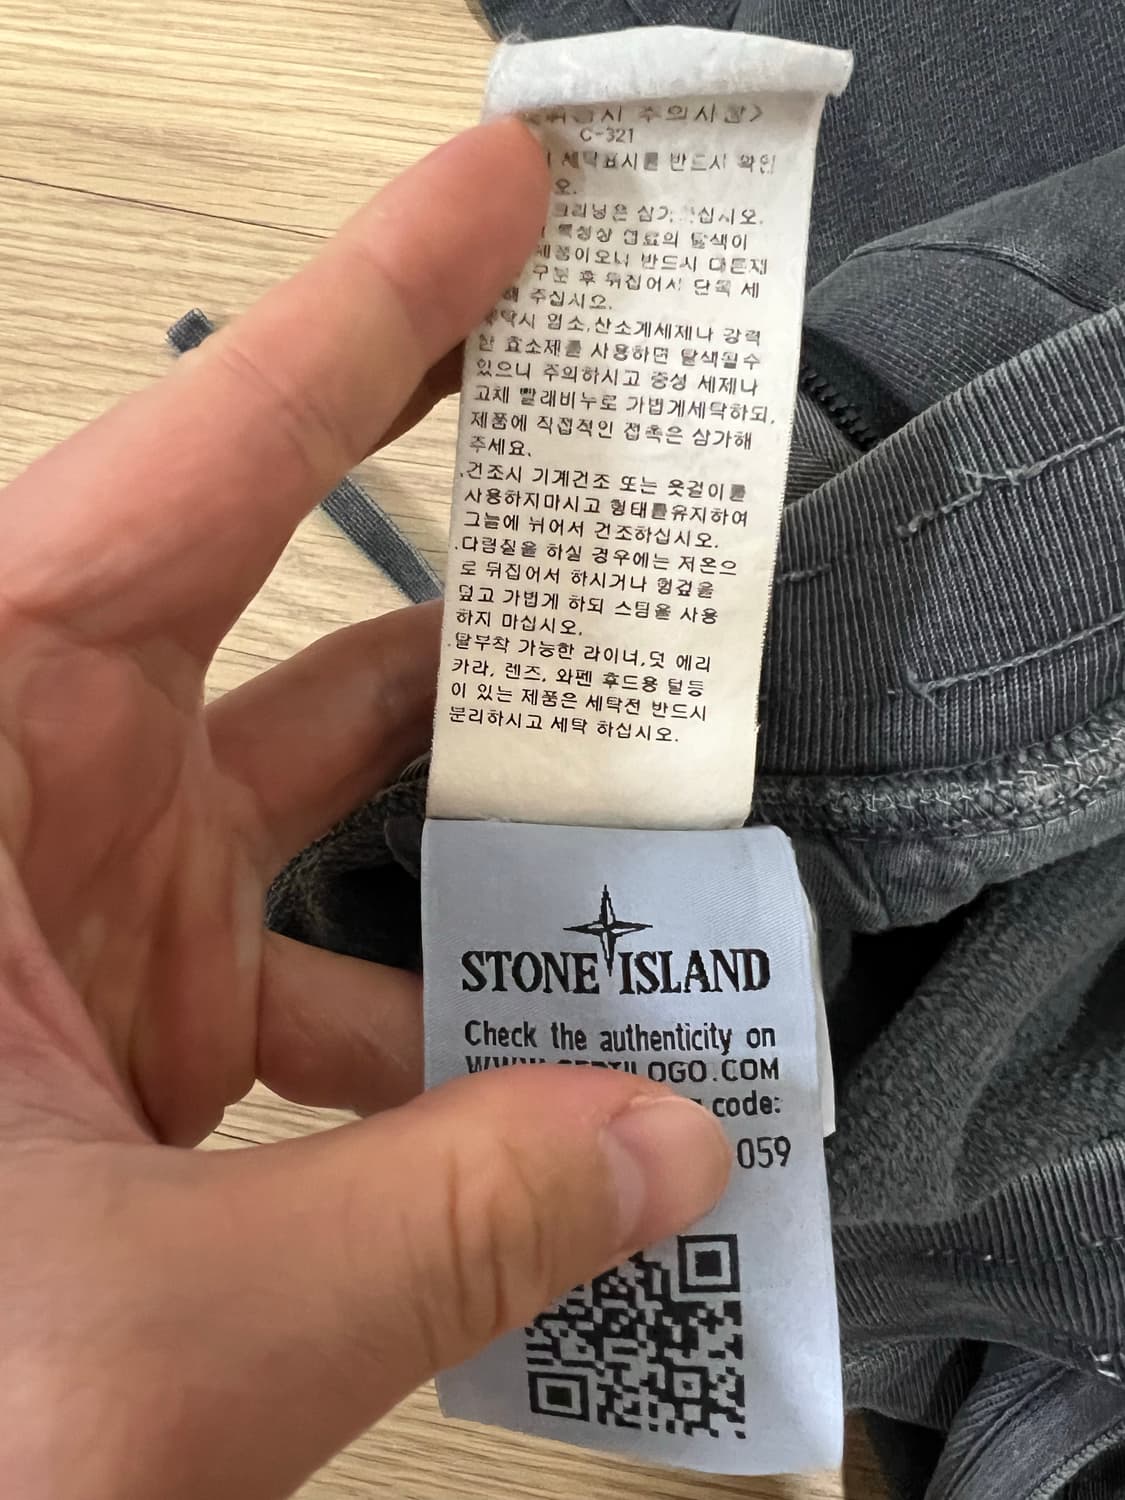 시 주의사항>
C-321
세탁표시를 반드시 확인
오.
크리닝은 삼가 십시오.
특성상 염료의 탈색이
제품이오니 반드시 다른제
구분 후 뒤집어서 단독 세
해 주십시오.
세탁시 염소,산소계세제나 강력
한 효소제를 사용하면 탈색될수
있으니 주의하시고 중성 세제나
고체 빨래비누로 가볍게세탁하되,
제품에 직접적인 접촉은 삼가해
주세요.
.건조시 기계건조 또는 옷걸이를
사용하지마시고 형태를유지하여
그늘에 뉘어서 건조하십시오.
.다림질을 하실 경우에는 저온으
로 뒤집어서 하시거나 헝겊을
덮고 가볍게 하되 스팀을 사용
하지 마십시오.
.탈부착 가능한 라이너,덧 에리
카라, 렌즈, 와펜 후드용 털등
이 있는 제품은 세탁전 반드시
분리하시고 세탁 하십시오.
STONE ISLAND
Check the authenticity on
WWW.CERTILOGO.COM
code:
059